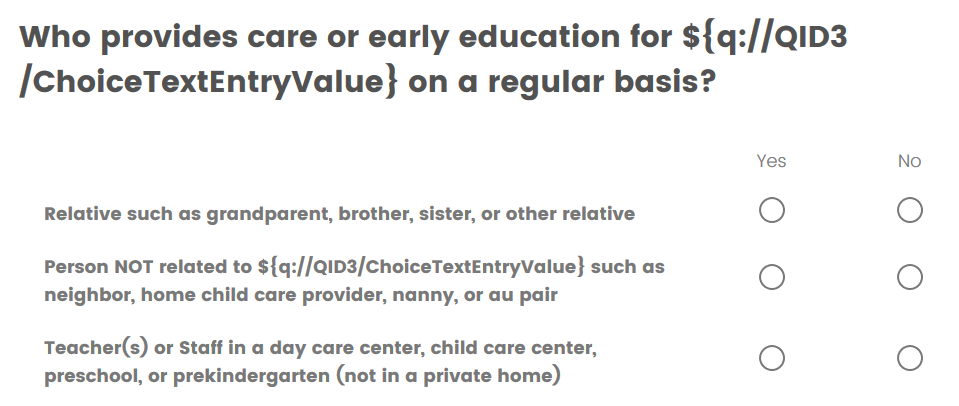 Who provides care or early education for ${q://QID3
/ChoiceTextEntryValue} on a regular basis?
Yes No
Relative such as grandparent, brother, sister, or other relative
Person NOT related to ${q://QID3/ChoiceTextEntryValue} such as
neighbor, home child care provider, nanny, or au pair
Teacher(s) or Staff in a day care center, child care center,
preschool, or prekindergarten (not in a private home)